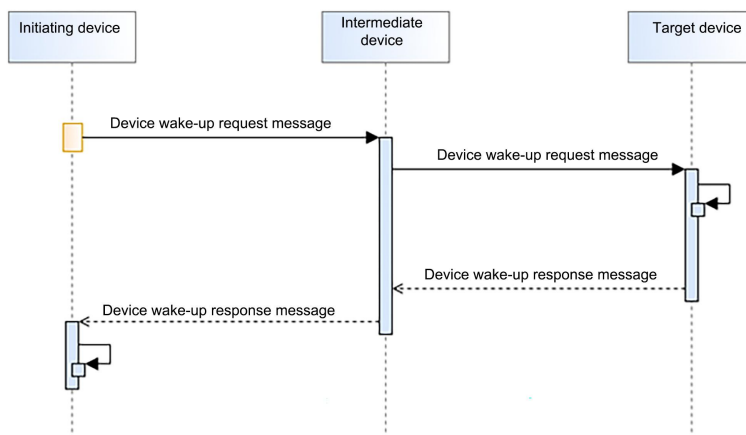 Initiating device
Intermediate
device
Target device
Device wake-up request message
Device wake-up request message
Device wake-up response message
Device wake-up response message